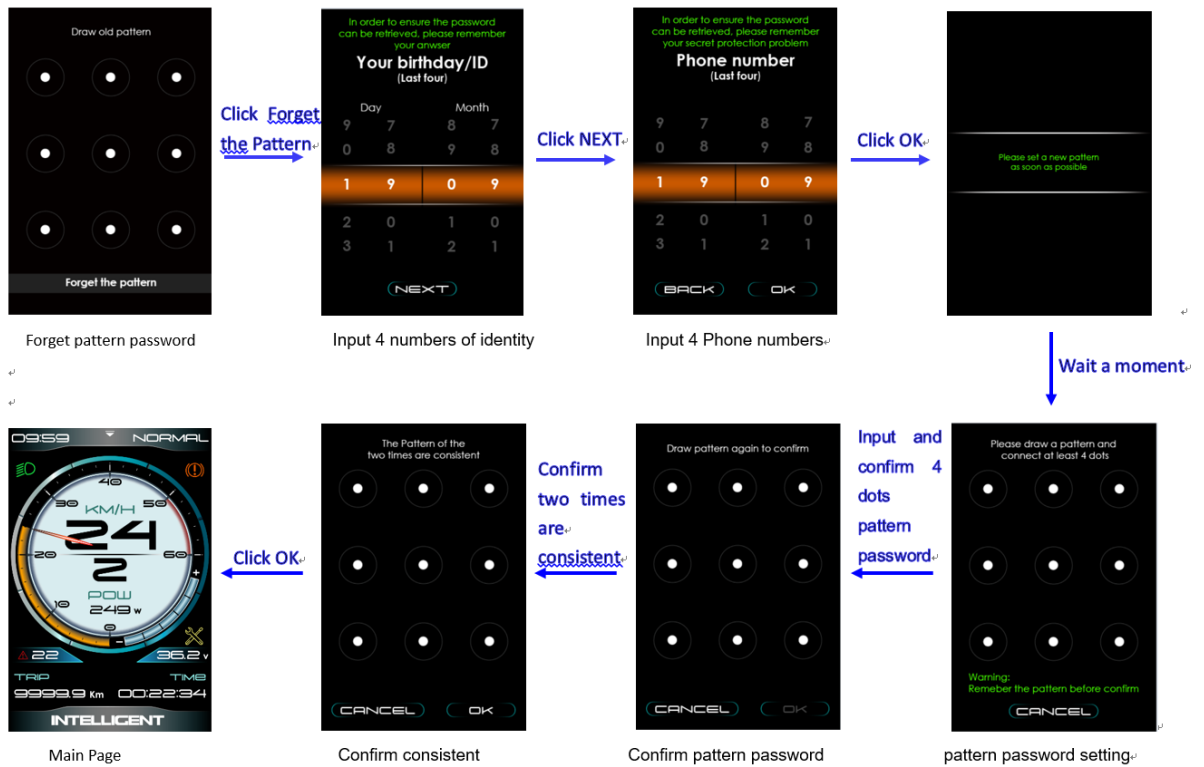 Draw old pattern
Forget the pattern
Forget pattern password
Click Forget
the Pattern
In order to ensure the password
can be retrieved, please remember
your anwser
Your birthday/ID
(Last four)
Day Month
9 7 8 7
0 8 9 8
1 9 0 9
2 0 1 0
3 1 2 1
NEXT
Input 4 numbers of identity
Click NEXT
In order to ensure the password
can be retrieved, please remember
your secret protection problem
Phone number
(Last four)
9 7 8 7
0 8 9 8
1 9 0 9
2 0 1 0
3 1 2 1
BACK OK
Input 4 Phone numbers
Click OK
Please set a new pattern
as soon as possible
Wait a moment
Please draw a pattern and
connect at least 4 dots
Warning:
Remeber the pattern before confirm
CANCEL
pattern password setting
Input and
confirm 4
dots
pattern
password
Draw pattern again to confirm
CANCEL OK
Confirm pattern password
Confirm
two times
are
consistent
The Pattern of the
two times are consistent
CANCEL OK
Confirm consistent
Click OK
09:59 NORMAL
40
30 50
KM/H
24
20 60
2
POW
249 W
10
0
+
−
22 36.2 V
TRIP TIME
9999.9 Km 00:22:34
INTELLIGENT
Main Page